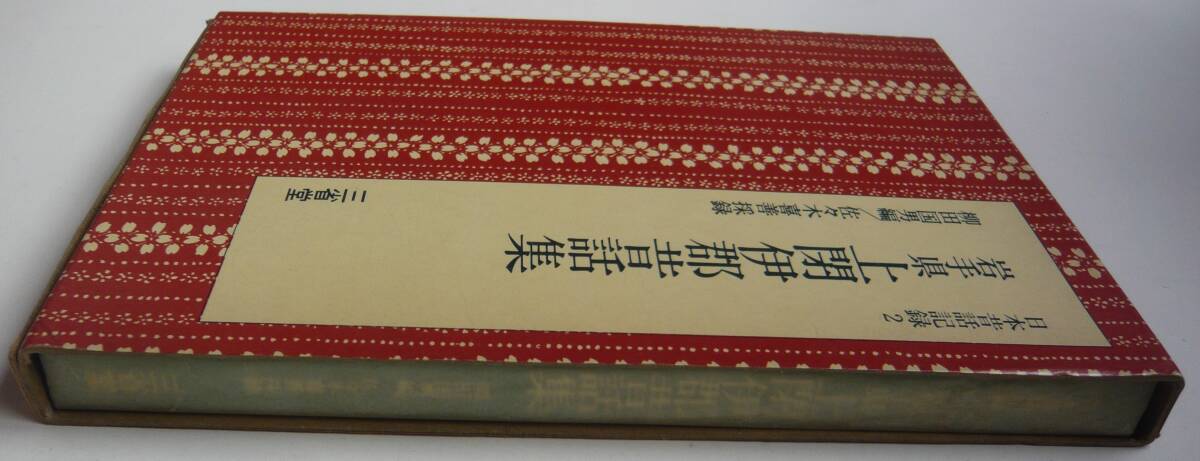 日本昔話記録2
岩手県上閉伊郡昔話集
柳田国男編/佐々木喜善採録
三省堂